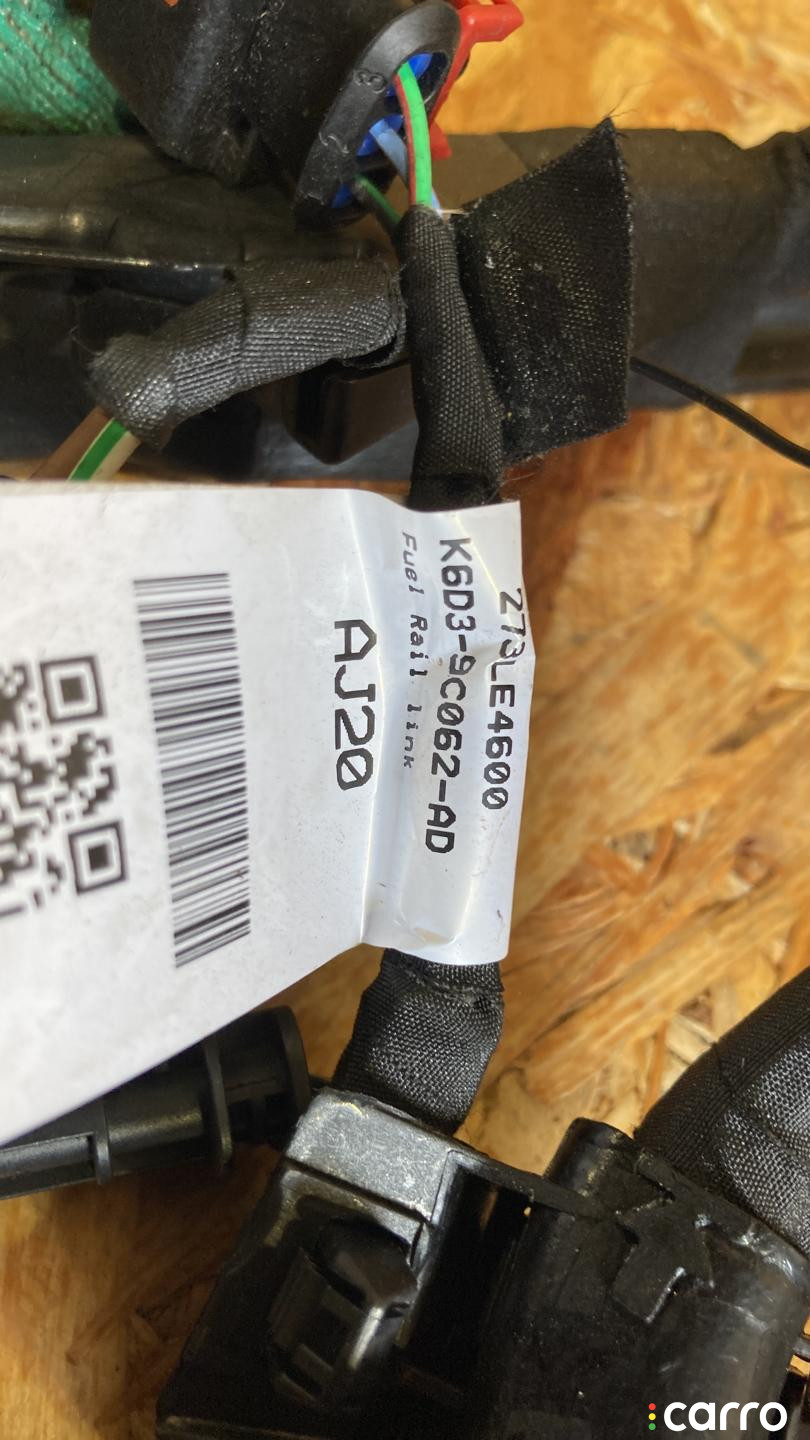 273LE4600
K6D3-9C062-AD
Fuel Rail link
AJ20
carro